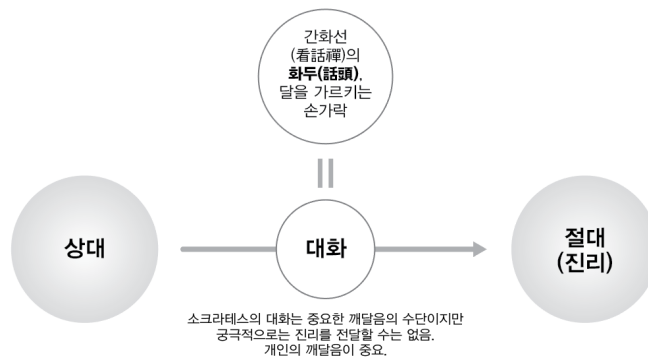 간화선
(看話禪)의
화두(話頭),
달을 가르키는
손가락
상대
대화
절대
(진리)
소크라테스의 대화는 중요한 깨달음의 수단이지만
궁극적으로는 진리를 전달할 수는 없음.
개인의 깨달음이 중요.